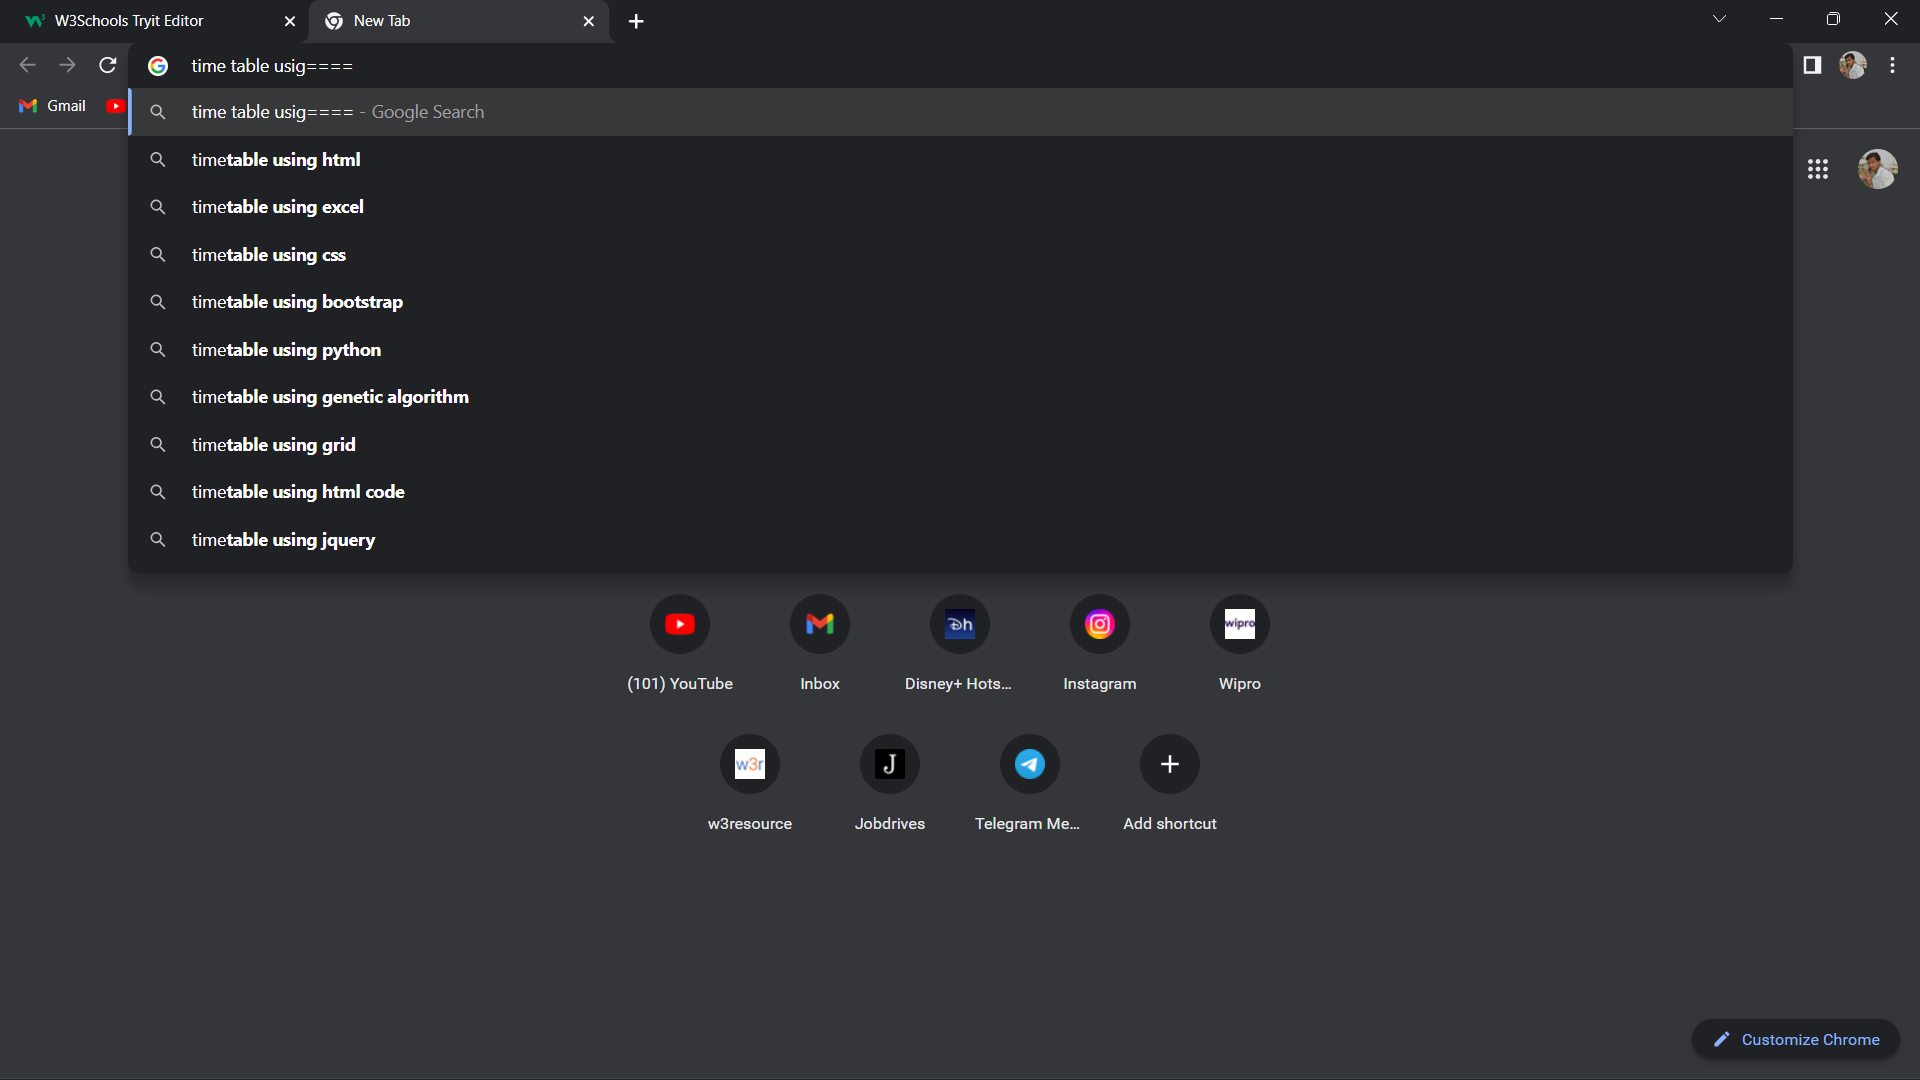 W3Schools Tryit Editor
New Tab
time table usig====
Gmail
time table usig==== - Google Search
timetable using html
timetable using excel
timetable using css
timetable using bootstrap
timetable using python
timetable using genetic algorithm
timetable using grid
timetable using html code
timetable using jquery
wipro
(101) YouTube
Inbox
Disney+ Hots...
Instagram
Wipro
w3r
J
w3resource
Jobdrives
Telegram Me...
Add shortcut
Customize Chrome